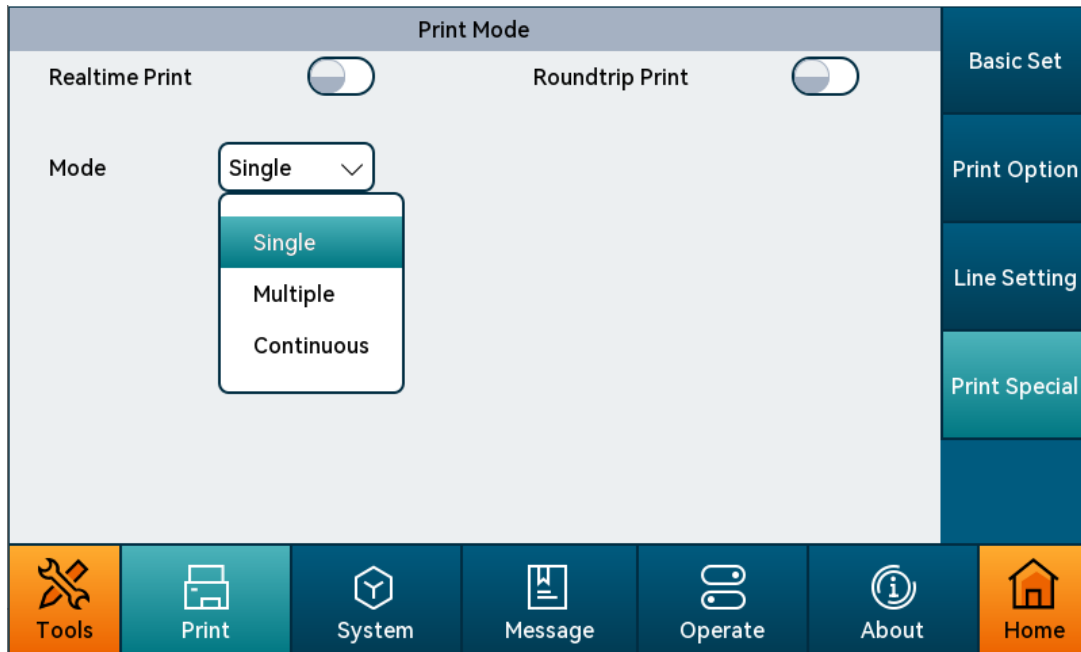 Print Mode
Realtime Print
Roundtrip Print
Mode
Single
Single
Multiple
Continuous
Basic Set
Print Option
Line Setting
Print Special
Tools
Print
System
Message
Operate
About
Home